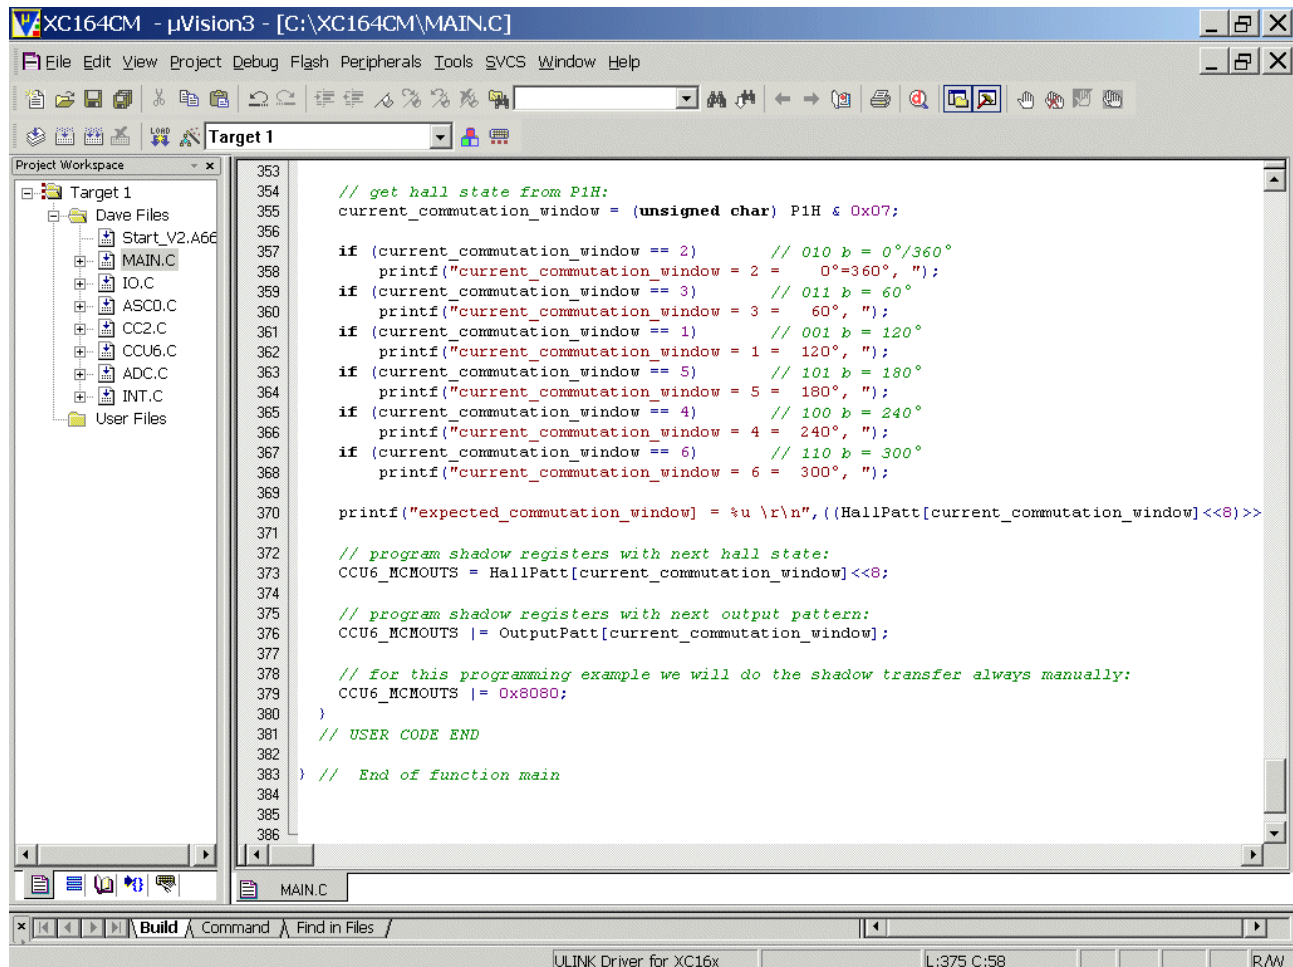 XC164CM - µVision3 - [C:\XC164CM\MAIN.C]
File Edit View Project Debug Flash Peripherals Tools SVCS Window Help
LOAD Target 1
Project Workspace
Target 1
Dave Files
Start_V2.A66
MAIN.C
IO.C
ASC0.C
CC2.C
CCU6.C
ADC.C
INT.C
User Files
353
354 // get hall state from P1H:
355 current_commutation_window = (unsigned char) P1H & 0x07;
356
357 if (current_commutation_window == 2) // 010 b = 0°/360°
358 printf("current_commutation_window = 2 = 0°=360°, ");
359 if (current_commutation_window == 3) // 011 b = 60°
360 printf("current_commutation_window = 3 = 60°, ");
361 if (current_commutation_window == 1) // 001 b = 120°
362 printf("current_commutation_window = 1 = 120°, ");
363 if (current_commutation_window == 5) // 101 b = 180°
364 printf("current_commutation_window = 5 = 180°, ");
365 if (current_commutation_window == 4) // 100 b = 240°
366 printf("current_commutation_window = 4 = 240°, ");
367 if (current_commutation_window == 6) // 110 b = 300°
368 printf("current_commutation_window = 6 = 300°, ");
369
370 printf("expected_commutation_window] = %u \r\n",((HallPatt[current_commutation_window]<<8)>>
371
372 // program shadow registers with next hall state:
373 CCU6_MCMOUTS = HallPatt[current_commutation_window]<<8;
374
375 // program shadow registers with next output pattern:
376 CCU6_MCMOUTS |= OutputPatt[current_commutation_window];
377
378 // for this programming example we will do the shadow transfer always manually:
379 CCU6_MCMOUTS |= 0x8080;
380 }
381 // USER CODE END
382
383 } // End of function main
384
385
386
MAIN.C
Build Command Find in Files
ULINK Driver for XC16x L:375 C:58 R/W